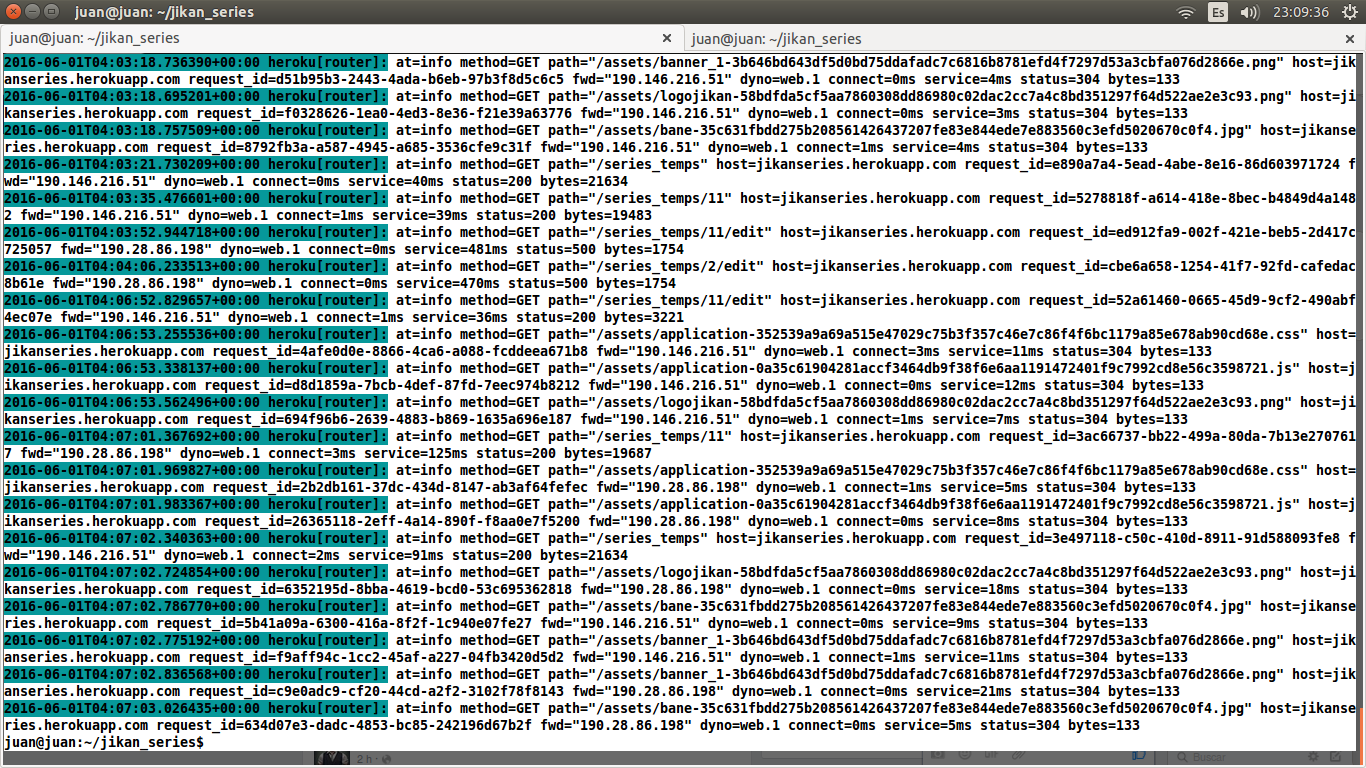 juan@juan: ~/jikan_series
Es
23:09:36
juan@juan: ~/jikan_series ×
juan@juan: ~/jikan_series ×
2016-06-01T04:03:18.736390+00:00 heroku[router]: at=info method=GET path="/assets/banner_1-3b646bd643df5d0bd75ddafadc7c6816b8781efd4f7297d53a3cbfa076d2866e.png" host=jik
anseries.herokuapp.com request_id=d51b95b3-2443-4ada-b6eb-97b3f8d5c6c5 fwd="190.146.216.51" dyno=web.1 connect=0ms service=4ms status=304 bytes=133
2016-06-01T04:03:18.695201+00:00 heroku[router]: at=info method=GET path="/assets/logojikan-58bdfda5cf5aa7860308dd86980c02dac2cc7a4c8bd351297f64d522ae2e3c93.png" host=ji
kanseries.herokuapp.com request_id=f0328626-1ea0-4ed3-8e36-f21e39a63776 fwd="190.146.216.51" dyno=web.1 connect=0ms service=3ms status=304 bytes=133
2016-06-01T04:03:18.757509+00:00 heroku[router]: at=info method=GET path="/assets/bane-35c631fbdd275b208561426437207fe83e844ede7e883560c3efd5020670c0f4.jpg" host=jikanse
ries.herokuapp.com request_id=8792fb3a-a587-4945-a685-3536cfe9c31f fwd="190.146.216.51" dyno=web.1 connect=1ms service=4ms status=304 bytes=133
2016-06-01T04:03:21.730209+00:00 heroku[router]: at=info method=GET path="/series_temps" host=jikanseries.herokuapp.com request_id=e890a7a4-5ead-4abe-8e16-86d603971724 f
wd="190.146.216.51" dyno=web.1 connect=0ms service=40ms status=200 bytes=21634
2016-06-01T04:03:35.476601+00:00 heroku[router]: at=info method=GET path="/series_temps/11" host=jikanseries.herokuapp.com request_id=5278818f-a614-418e-8bec-b4849d4a148
2 fwd="190.146.216.51" dyno=web.1 connect=1ms service=39ms status=200 bytes=19483
2016-06-01T04:03:52.944718+00:00 heroku[router]: at=info method=GET path="/series_temps/11/edit" host=jikanseries.herokuapp.com request_id=ed912fa9-002f-421e-beb5-2d417c
725057 fwd="190.28.86.198" dyno=web.1 connect=0ms service=481ms status=500 bytes=1754
2016-06-01T04:04:06.233513+00:00 heroku[router]: at=info method=GET path="/series_temps/2/edit" host=jikanseries.herokuapp.com request_id=cbe6a658-1254-41f7-92fd-cafedac
8b61e fwd="190.28.86.198" dyno=web.1 connect=0ms service=470ms status=500 bytes=1754
2016-06-01T04:06:52.829657+00:00 heroku[router]: at=info method=GET path="/series_temps/11/edit" host=jikanseries.herokuapp.com request_id=52a61460-0665-45d9-9cf2-490abf
4ec07e fwd="190.146.216.51" dyno=web.1 connect=1ms service=36ms status=200 bytes=3221
2016-06-01T04:06:53.255536+00:00 heroku[router]: at=info method=GET path="/assets/application-352539a9a69a515e47029c75b3f357c46e7c86f4f6bc1179a85e678ab90cd68e.css" host=
jikanseries.herokuapp.com request_id=4afe0d0e-8866-4ca6-a088-fcddeea671b8 fwd="190.146.216.51" dyno=web.1 connect=3ms service=11ms status=304 bytes=133
2016-06-01T04:06:53.338137+00:00 heroku[router]: at=info method=GET path="/assets/application-0a35c61904281accf3464db9f38f6e6aa1191472401f9c7992cd8e56c3598721.js" host=j
ikanseries.herokuapp.com request_id=d8d1859a-7bcb-4def-87fd-7eec974b8212 fwd="190.146.216.51" dyno=web.1 connect=0ms service=12ms status=304 bytes=133
2016-06-01T04:06:53.562496+00:00 heroku[router]: at=info method=GET path="/assets/logojikan-58bdfda5cf5aa7860308dd86980c02dac2cc7a4c8bd351297f64d522ae2e3c93.png" host=ji
kanseries.herokuapp.com request_id=694f96b6-2639-4883-b869-1635a696e187 fwd="190.146.216.51" dyno=web.1 connect=1ms service=7ms status=304 bytes=133
2016-06-01T04:07:01.367692+00:00 heroku[router]: at=info method=GET path="/series_temps/11" host=jikanseries.herokuapp.com request_id=3ac66737-bb22-499a-80da-7b13e270761
7 fwd="190.28.86.198" dyno=web.1 connect=3ms service=125ms status=200 bytes=19687
2016-06-01T04:07:01.969827+00:00 heroku[router]: at=info method=GET path="/assets/application-352539a9a69a515e47029c75b3f357c46e7c86f4f6bc1179a85e678ab90cd68e.css" host=
jikanseries.herokuapp.com request_id=2b2db161-37dc-434d-8147-ab3af64fefec fwd="190.28.86.198" dyno=web.1 connect=1ms service=5ms status=304 bytes=133
2016-06-01T04:07:01.983367+00:00 heroku[router]: at=info method=GET path="/assets/application-0a35c61904281accf3464db9f38f6e6aa1191472401f9c7992cd8e56c3598721.js" host=j
ikanseries.herokuapp.com request_id=26365118-2eff-4a14-890f-f8aa0e7f5200 fwd="190.28.86.198" dyno=web.1 connect=0ms service=8ms status=304 bytes=133
2016-06-01T04:07:02.340363+00:00 heroku[router]: at=info method=GET path="/series_temps" host=jikanseries.herokuapp.com request_id=3e497118-c50c-410d-8911-91d588093fe8 f
wd="190.146.216.51" dyno=web.1 connect=2ms service=91ms status=200 bytes=21634
2016-06-01T04:07:02.724854+00:00 heroku[router]: at=info method=GET path="/assets/logojikan-58bdfda5cf5aa7860308dd86980c02dac2cc7a4c8bd351297f64d522ae2e3c93.png" host=ji
kanseries.herokuapp.com request_id=6352195d-8bba-4619-bcd0-53c695362818 fwd="190.28.86.198" dyno=web.1 connect=0ms service=18ms status=304 bytes=133
2016-06-01T04:07:02.786770+00:00 heroku[router]: at=info method=GET path="/assets/bane-35c631fbdd275b208561426437207fe83e844ede7e883560c3efd5020670c0f4.jpg" host=jikanse
ries.herokuapp.com request_id=5b41a09a-6300-416a-8f2f-1c940e07fe27 fwd="190.146.216.51" dyno=web.1 connect=0ms service=9ms status=304 bytes=133
2016-06-01T04:07:02.775192+00:00 heroku[router]: at=info method=GET path="/assets/banner_1-3b646bd643df5d0bd75ddafadc7c6816b8781efd4f7297d53a3cbfa076d2866e.png" host=jik
anseries.herokuapp.com request_id=f9aff94c-1cc2-45af-a227-04fb3420d5d2 fwd="190.146.216.51" dyno=web.1 connect=1ms service=11ms status=304 bytes=133
2016-06-01T04:07:02.836568+00:00 heroku[router]: at=info method=GET path="/assets/banner_1-3b646bd643df5d0bd75ddafadc7c6816b8781efd4f7297d53a3cbfa076d2866e.png" host=jik
anseries.herokuapp.com request_id=c9e0adc9-cf20-44cd-a2f2-3102f78f8143 fwd="190.28.86.198" dyno=web.1 connect=0ms service=21ms status=304 bytes=133
2016-06-01T04:07:03.026435+00:00 heroku[router]: at=info method=GET path="/assets/bane-35c631fbdd275b208561426437207fe83e844ede7e883560c3efd5020670c0f4.jpg" host=jikanse
ries.herokuapp.com request_id=634d07e3-dadc-4853-bc85-242196d67b2f fwd="190.28.86.198" dyno=web.1 connect=0ms service=5ms status=304 bytes=133
juan@juan:~/jikan_series$
2 h ·
Buscar